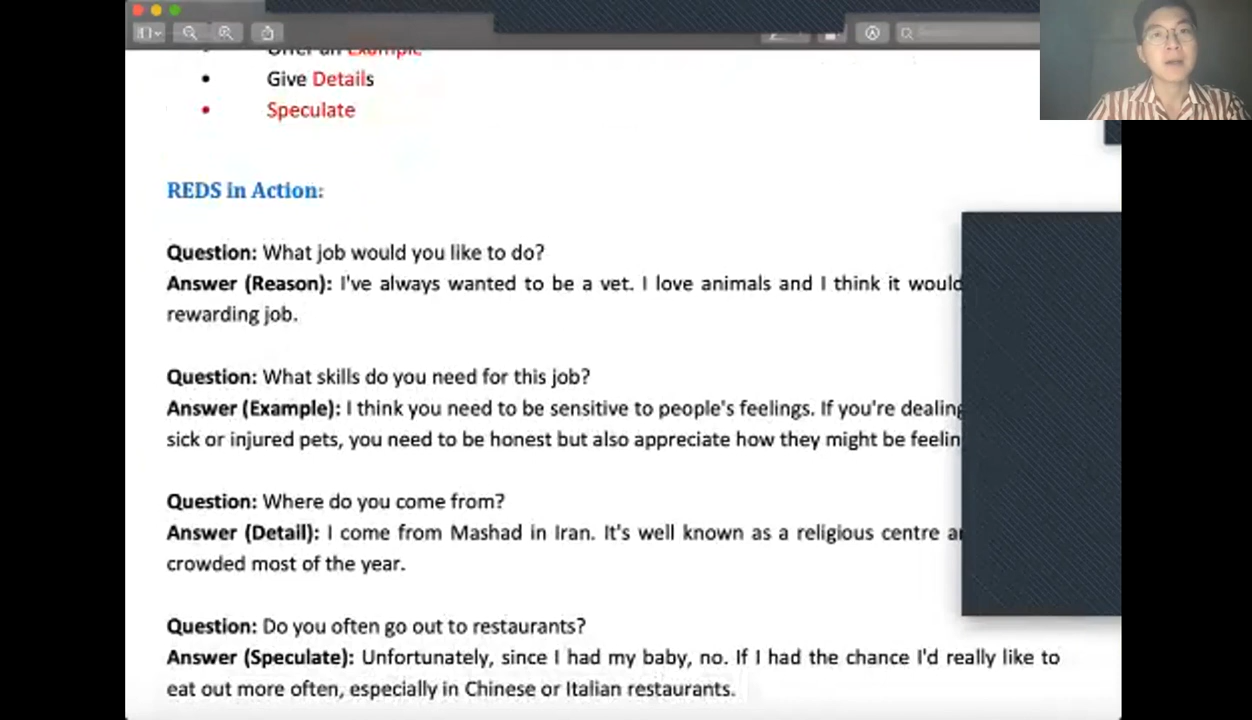 Offer an Example
• Give Details
• Speculate
REDS in Action:
Question: What job would you like to do?
Answer (Reason): I've always wanted to be a vet. I love animals and I think it would
rewarding job.
Question: What skills do you need for this job?
Answer (Example): I think you need to be sensitive to people's feelings. If you're dealing
sick or injured pets, you need to be honest but also appreciate how they might be
Question: Where do you come from?
Answer (Detail): I come from Mashad in Iran. It's well known as a religious centre
crowded most of the year.
Question: Do you often go out to restaurants?
Answer (Speculate): Unfortunately, since I had my baby, no. If I had the chance I'd really like to
eat out more often, especially in Chinese or Italian restaurants.